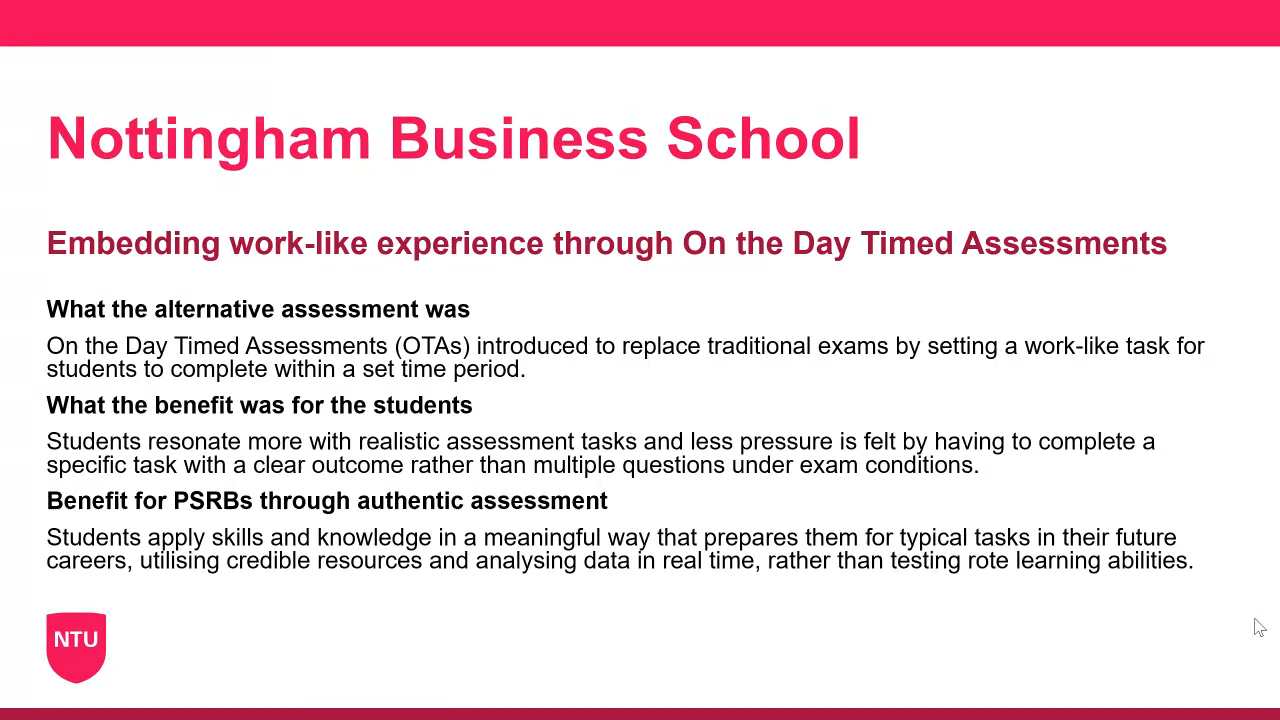 Nottingham Business School
Embedding work-like experience through On the Day Timed Assessments
What the alternative assessment was
On the Day Timed Assessments (OTAs) introduced to replace traditional exams by setting a work-like task for
students to complete within a set time period.
What the benefit was for the students
Students resonate more with realistic assessment tasks and less pressure is felt by having to complete a
specific task with a clear outcome rather than multiple questions under exam conditions.
Benefit for PSRBs through authentic assessment
Students apply skills and knowledge in a meaningful way that prepares them for typical tasks in their future
careers, utilising credible resources and analysing data in real time, rather than testing rote learning abilities.
NTU